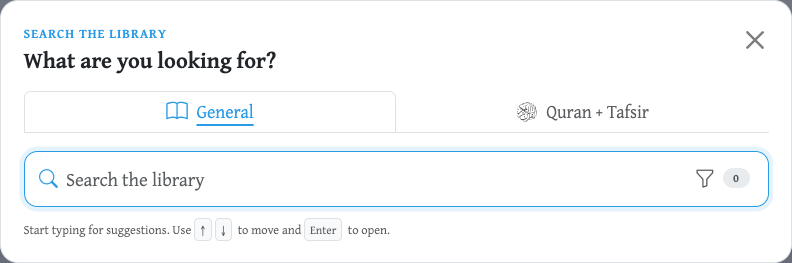 SEARCH THE LIBRARY
What are you looking for?
General
Quran + Tafsir
Search the library
0
Start typing for suggestions. Use ↑ ↓ to move and Enter to open.